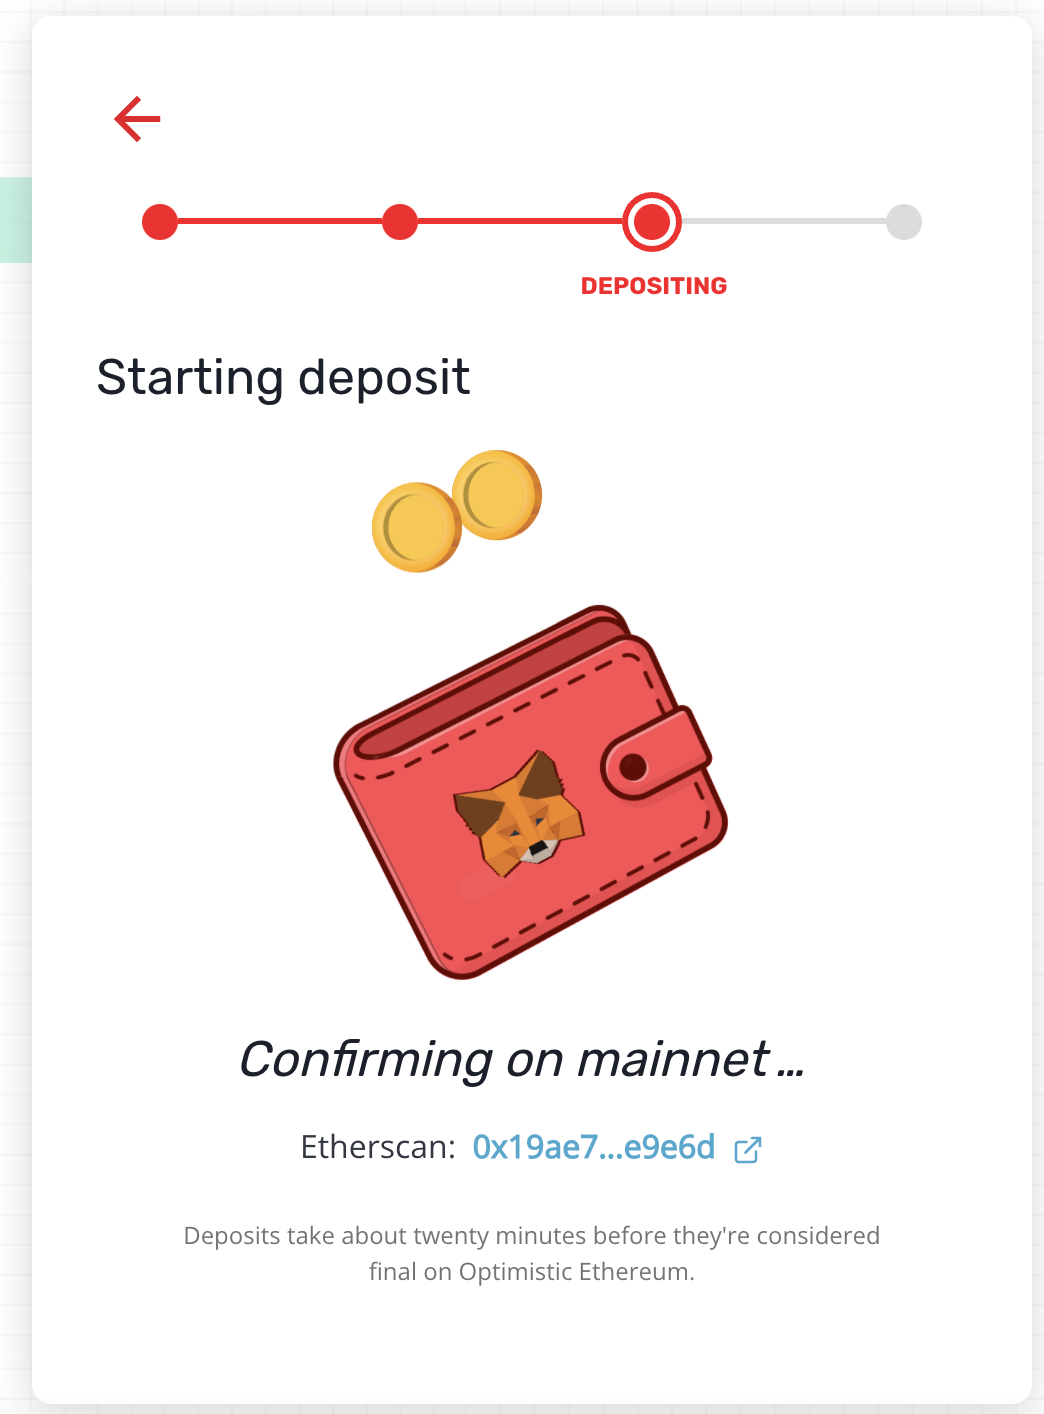 DEPOSITING
Starting deposit
Confirming on mainnet ...
Etherscan: 0x19ae7...e9e6d
Deposits take about twenty minutes before they're considered
final on Optimistic Ethereum.